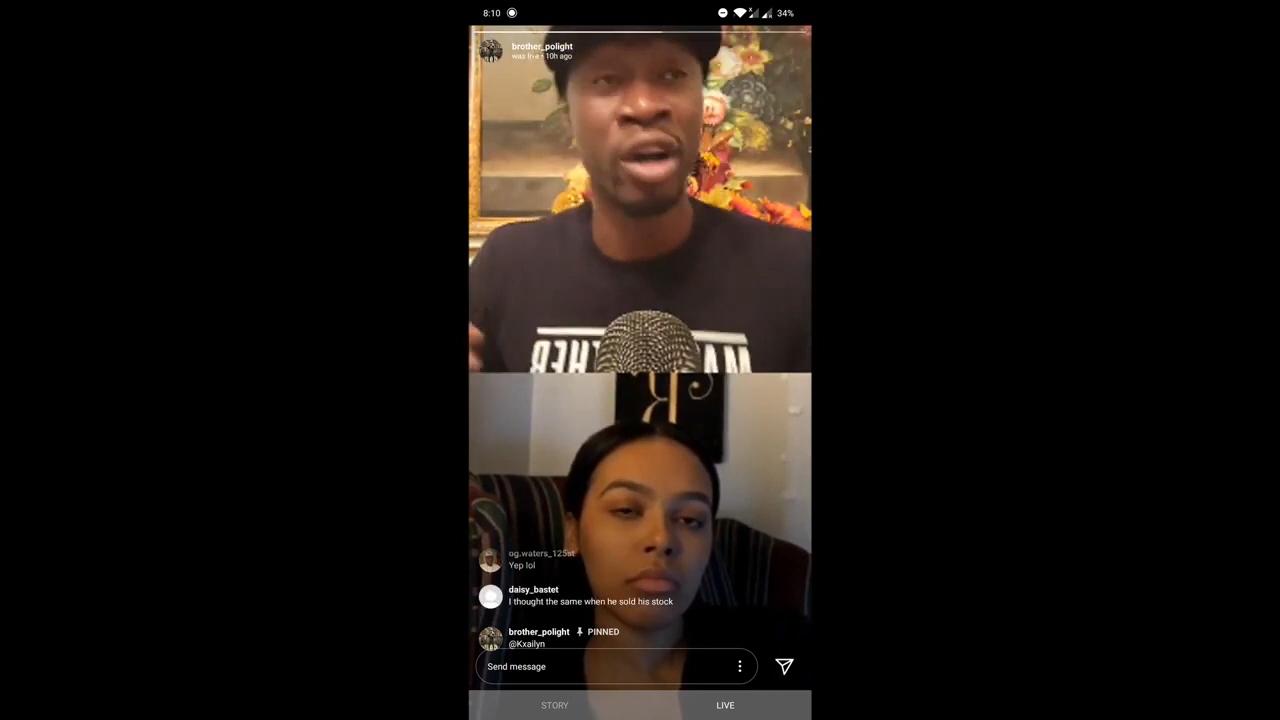 8:10
34%
brother_polight
was live • 10h ago
og.waters_125st
Yep lol
daisy_bastet
I thought the same when he sold his stock
brother_polight PINNED
@Kxailyn
Send message
STORY LIVE